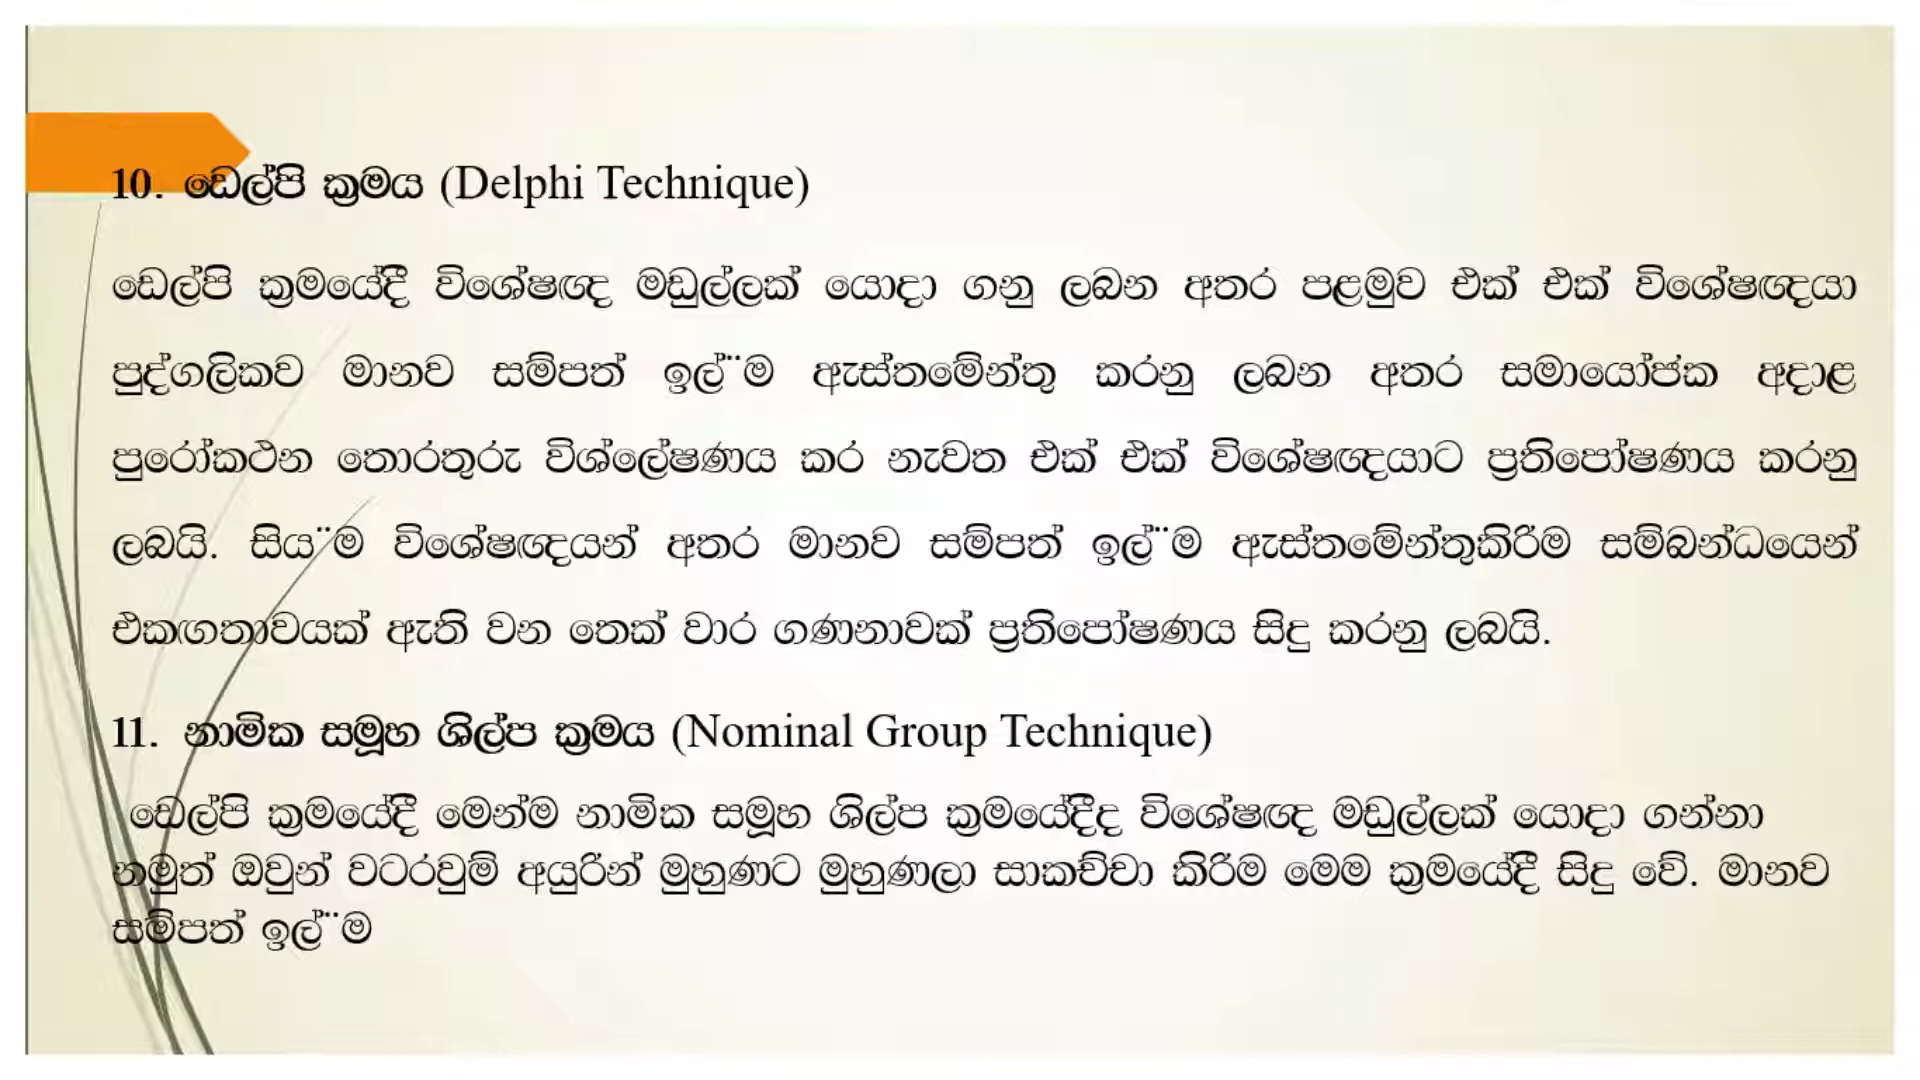 10. ඩෙල්පි ක්‍රමය (Delphi Technique)
ඩෙල්පි ක්‍රමයේදී විශේෂඥ මඩුල්ලක් යොදා ගනු ලබන අතර පළමුව එක් එක් විශේෂඥයා
පුද්ගලිකව මානව සම්පත් ඉල්¨ම ඇස්තමේන්තු කරනු ලබන අතර සමායෝජක අදාළ
පුරෝකථන තොරතුරු විශ්ලේෂණය කර නැවත එක් එක් විශේෂඥයාට ප්‍රතිපෝෂණය කරනු
ලබයි. සිය¨ම විශේෂඥයන් අතර මානව සම්පත් ඉල්¨ම ඇස්තමේන්තුකිරිම සම්බන්ධයෙන්
එකඟතාවයක් ඇති වන තෙක් වාර ගණනාවක් ප්‍රතිපෝෂණය සිදු කරනු ලබයි.
11. නාමික සමූහ ශිල්ප ක්‍රමය (Nominal Group Technique)
ඩෙල්පි ක්‍රමයේදී මෙන්ම නාමික සමූහ ශිල්ප ක්‍රමයේදීද විශේෂඥ මඩුල්ලක් යොදා ගන්නා
නමුත් ඔවුන් වටරවුම් අයුරින් මුහුණට මුහුණලා සාකච්චා කිරිම මෙම ක්‍රමයේදී සිදු වේ. මානව
සම්පත් ඉල්¨ම